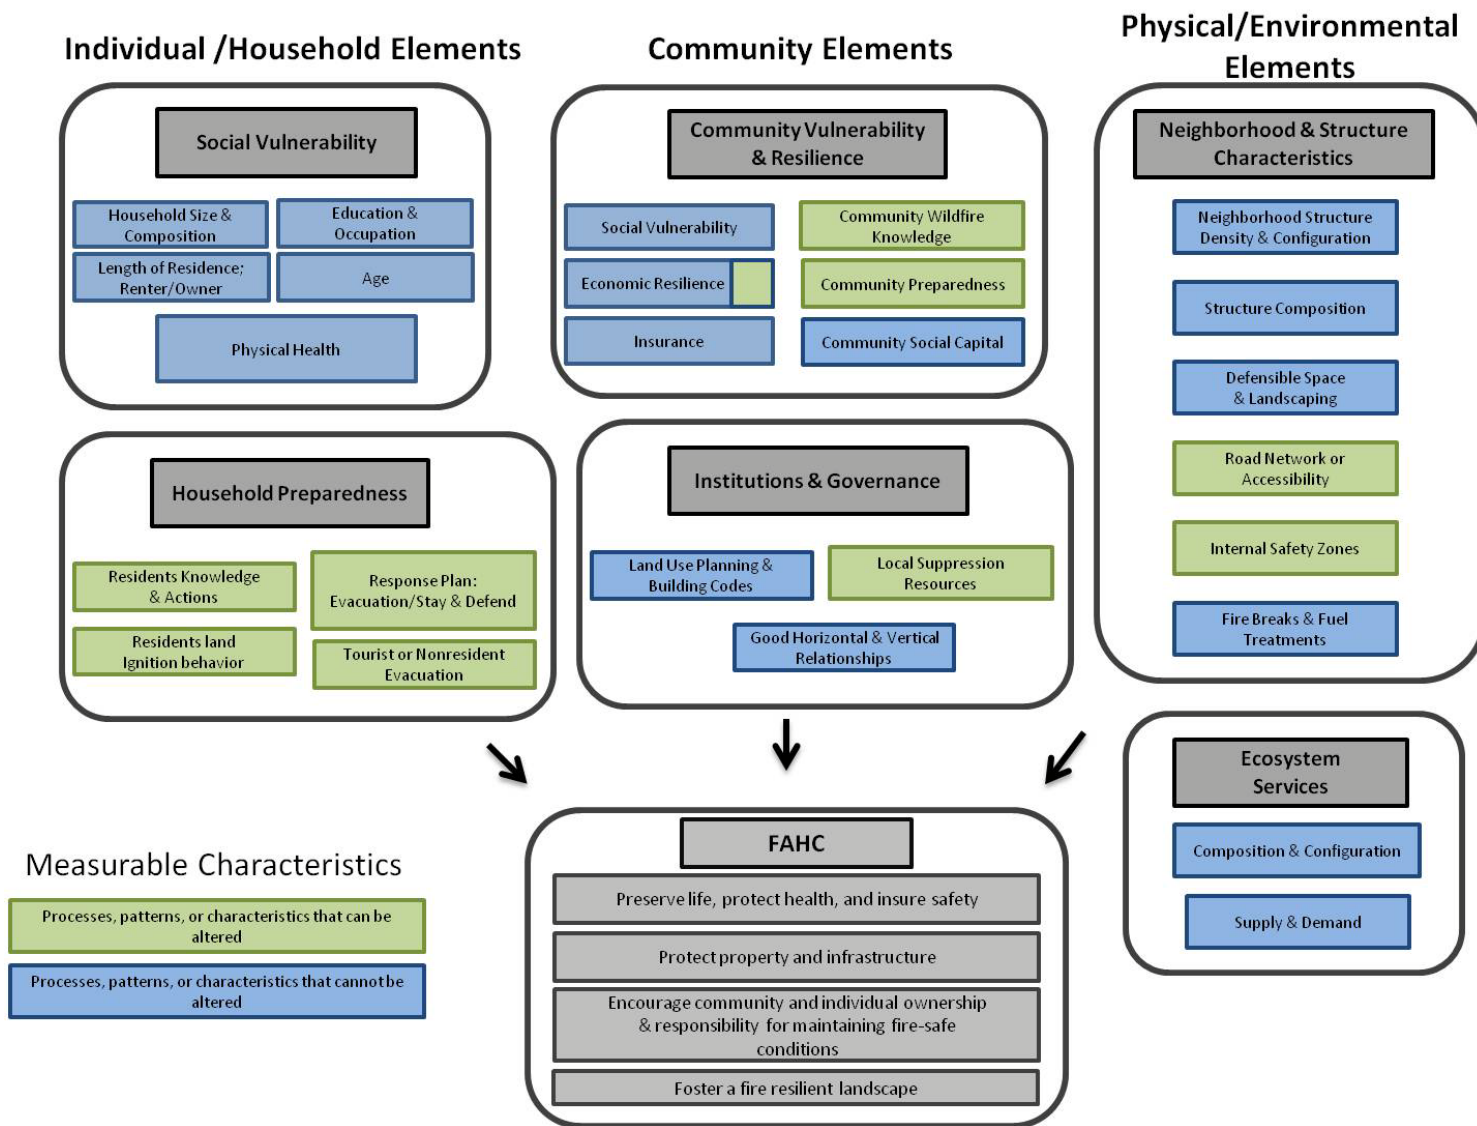 Individual /Household Elements
Social Vulnerability
Household Size &
Composition
Education &
Occupation
Length of Residence;
Renter/Owner
Age
Physical Health
Household Preparedness
Residents Knowledge
& Actions
Response Plan:
Evacuation/Stay & Defend
Residents land
Ignition behavior
Tourist or Nonresident
Evacuation
Community Elements
Community Vulnerability
& Resilience
Social Vulnerability
Community Wildfire
Knowledge
Economic Resilience
Community Preparedness
Insurance
Community Social Capital
Institutions & Governance
Land Use Planning &
Building Codes
Local Suppression
Resources
Good Horizontal & Vertical
Relationships
Physical/Environmental
Elements
Neighborhood & Structure
Characteristics
Neighborhood Structure
Density & Configuration
Structure Composition
Defensible Space
& Landscaping
Road Network or
Accessibility
Internal Safety Zones
Fire Breaks & Fuel
Treatments
Ecosystem
Services
Composition & Configuration
Supply & Demand
FAHC
Preserve life, protect health, and insure safety
Protect property and infrastructure
Encourage community and individual ownership
& responsibility for maintaining fire-safe
conditions
Foster a fire resilient landscape
Measurable Characteristics
Processes, patterns, or characteristics that can be
altered
Processes, patterns, or characteristics that cannot be
altered